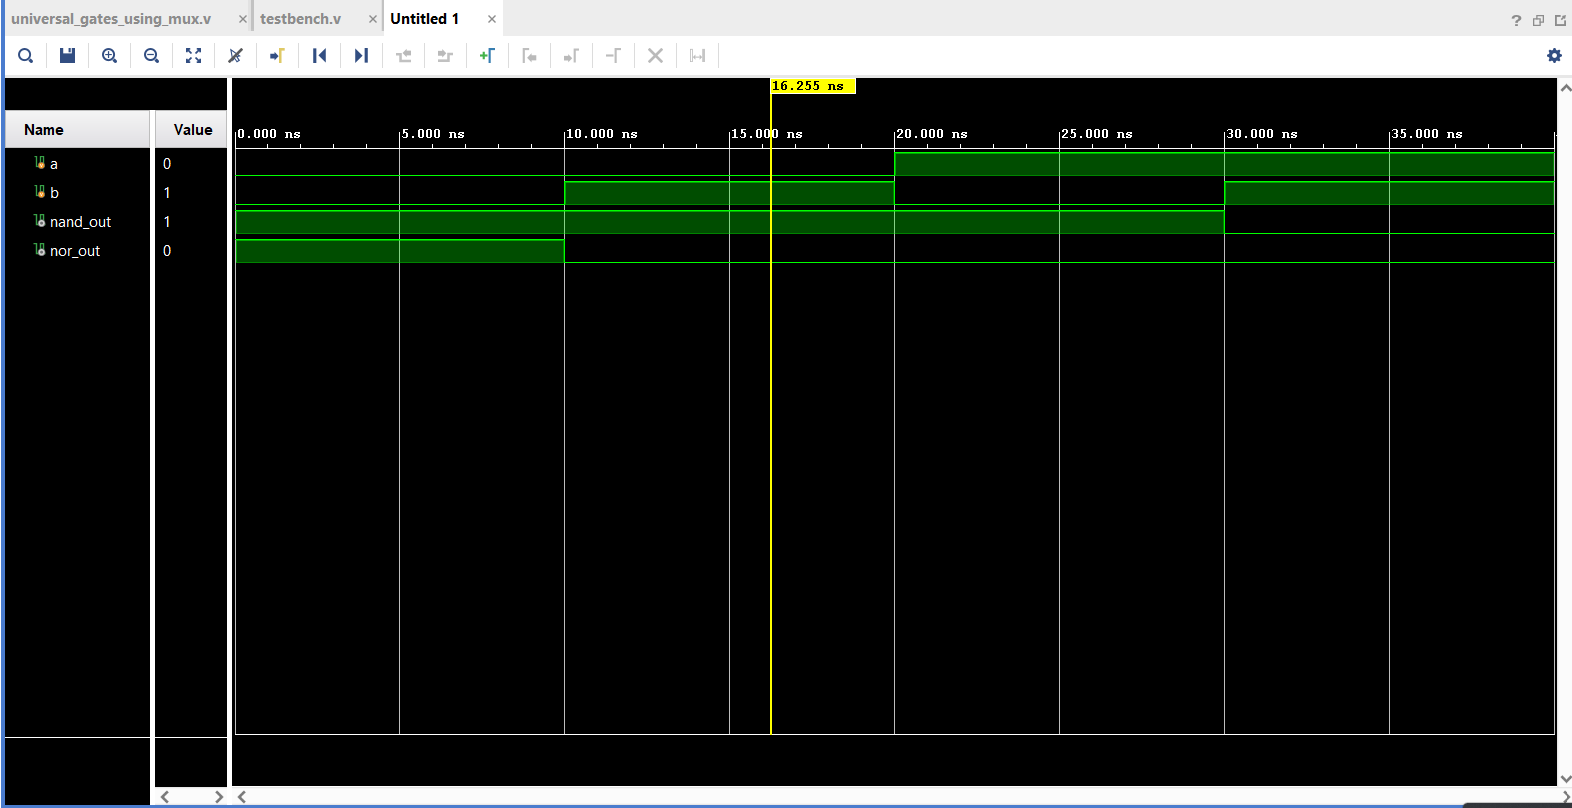 universal_gates_using_mux.v × testbench.v × Untitled 1 ×
?
16.255 ns
Name Value
0.000 ns 5.000 ns 10.000 ns 15.000 ns 20.000 ns 25.000 ns 30.000 ns 35.000 ns
a 0
b 1
nand_out 1
nor_out 0